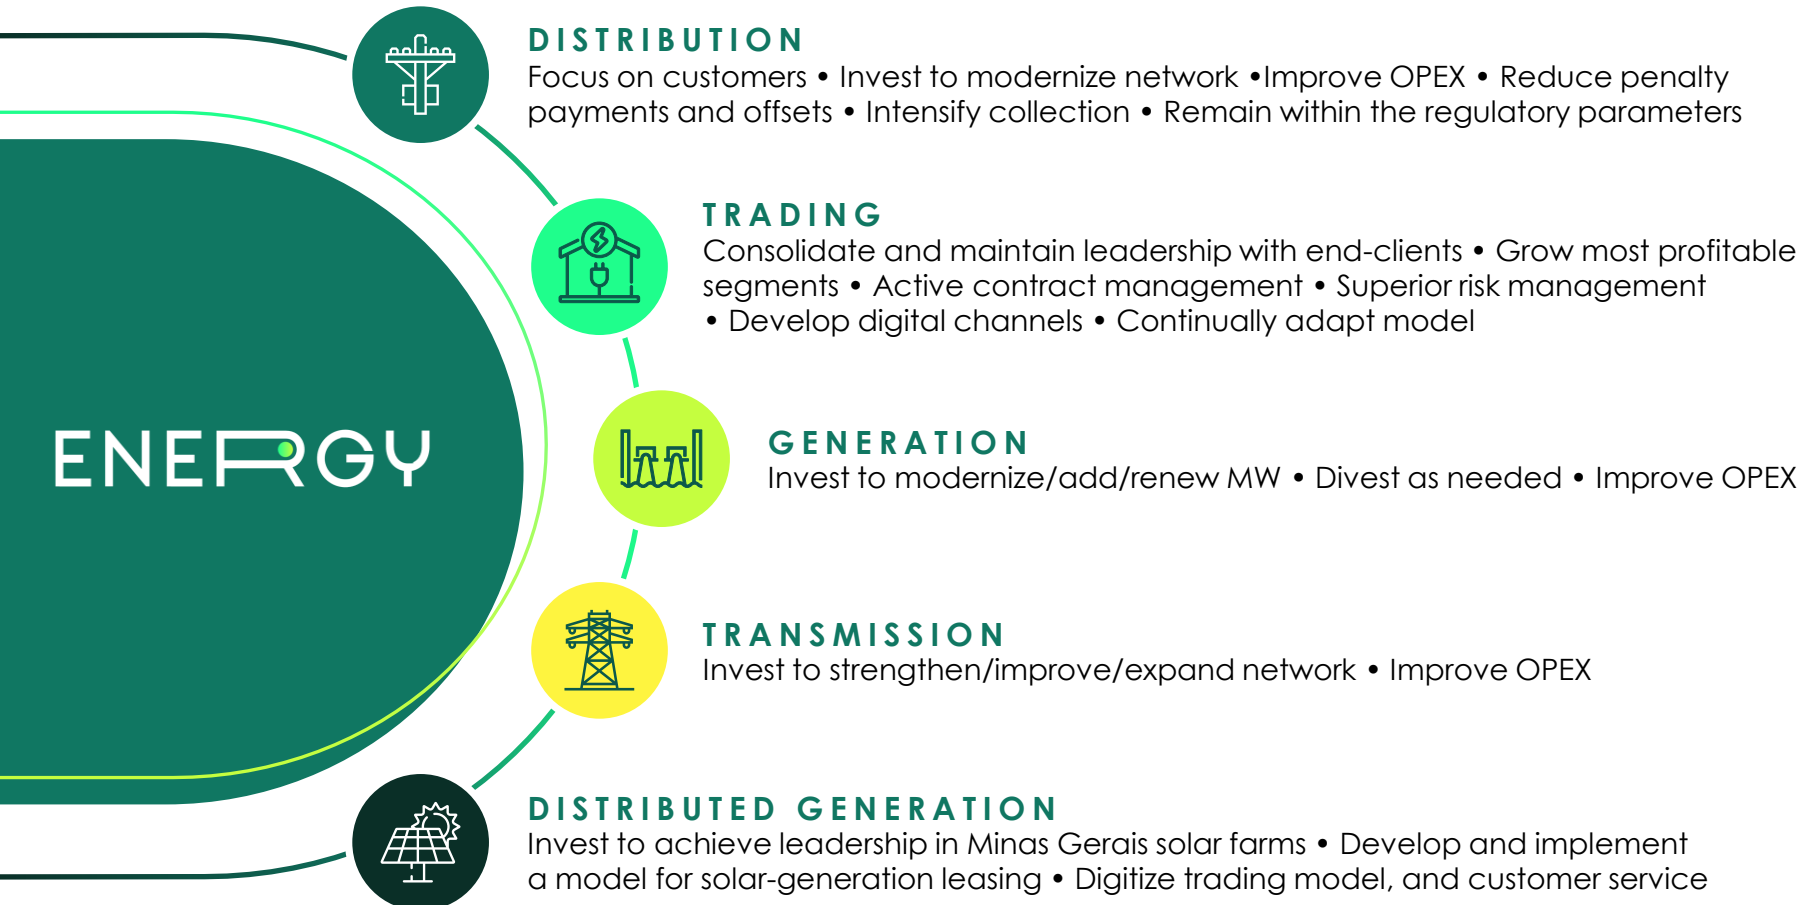 DISTRIBUTION
Focus on customers • Invest to modernize network •Improve OPEX • Reduce penalty
payments and offsets • Intensify collection • Remain within the regulatory parameters
TRADING
Consolidate and maintain leadership with end-clients • Grow most profitable
segments • Active contract management • Superior risk management
• Develop digital channels • Continually adapt model
ENERGY
GENERATION
Invest to modernize/add/renew MW • Divest as needed • Improve OPEX
TRANSMISSION
Invest to strengthen/improve/expand network • Improve OPEX
DISTRIBUTED GENERATION
Invest to achieve leadership in Minas Gerais solar farms • Develop and implement
a model for solar-generation leasing • Digitize trading model, and customer service